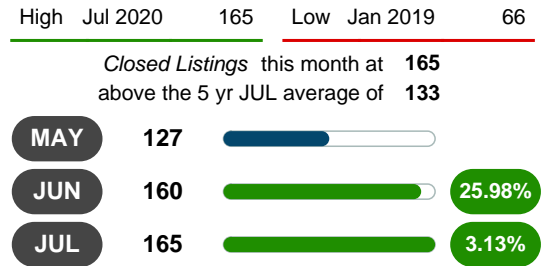 High Jul 2020 165 Low Jan 2019 66
Closed Listings this month at 165
above the 5 yr JUL average of 133
MAY 127
JUN 160 25.98%
JUL 165 3.13%